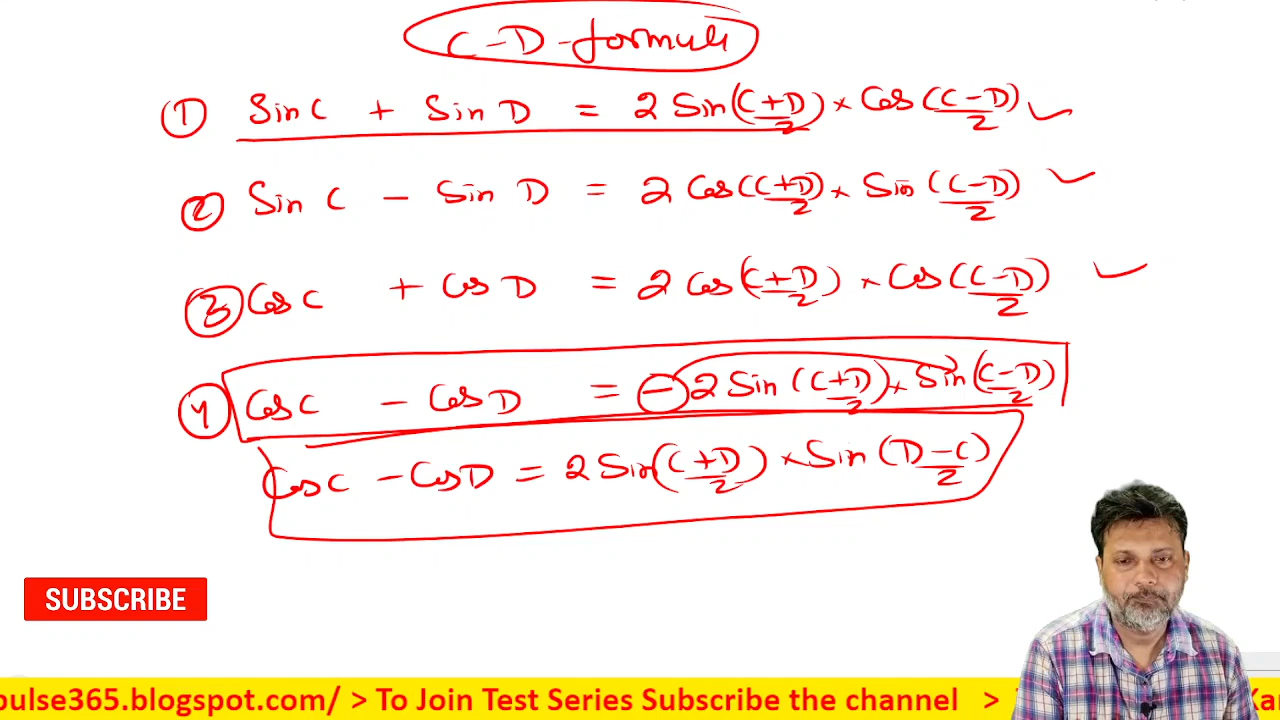 C-D-formula
① Sin C + Sin D = 2 Sin (C+D)/2 × Cos (C-D)/2 ✓
② Sin C - Sin D = 2 Cos (C+D)/2 × Sin (C-D)/2 ✓
③ Cos C + Cos D = 2 Cos (C+D)/2 × Cos (C-D)/2 ✓
④ Cos C - Cos D = -2 Sin (C+D)/2 × Sin (C-D)/2
Cos C - Cos D = 2 Sin (C+D)/2 × Sin (D-C)/2
SUBSCRIBE
pulse365.blogspot.com/ > To Join Test Series Subscribe the channel >